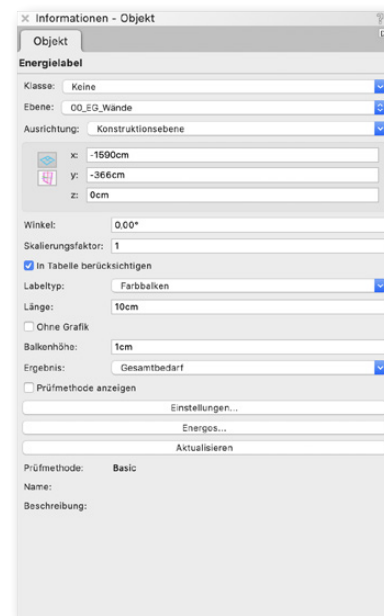 Informationen - Objekt
Objekt
Energielabel
Klasse: Keine
Ebene: 00_EG_Wände
Ausrichtung: Konstruktionsebene
x: -1590cm
y: -366cm
z: 0cm
Winkel: 0,00°
Skalierungsfaktor: 1
In Tabelle berücksichtigen
Labeltyp: Farbbalken
Länge: 10cm
Ohne Grafik
Balkenhöhe: 1cm
Ergebnis: Gesamtbedarf
Prüfmethode anzeigen
Einstellungen...
Energos...
Aktualisieren
Prüfmethode: Basic
Name:
Beschreibung: